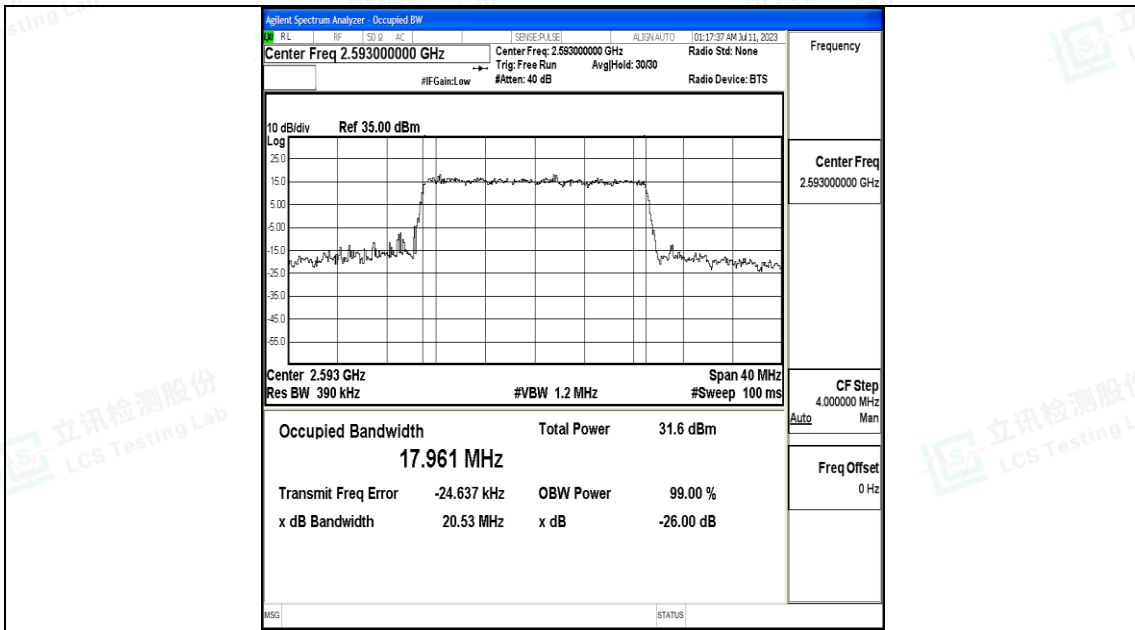 Agilent Spectrum Analyzer - Occupied BW
RL RF 50 Ω AC SENSE:PULSE ALIGN AUTO 01:17:37 AM Jul 11, 2023
Center Freq 2.593000000 GHz
Center Freq: 2.593000000 GHz Radio Std: None
Trig: Free Run Avg|Hold: 30/30
#IFGain:Low #Atten: 40 dB Radio Device: BTS
Frequency
10 dB/div Ref 35.00 dBm
Log
25.0
15.0
5.00
-5.00
-15.0
-25.0
-35.0
-45.0
-55.0
Center 2.593 GHz Span 40 MHz
Res BW 390 kHz #VBW 1.2 MHz #Sweep 100 ms
Occupied Bandwidth Total Power 31.6 dBm
17.961 MHz
Transmit Freq Error -24.637 kHz OBW Power 99.00 %
x dB Bandwidth 20.53 MHz x dB -26.00 dB
Center Freq
2.593000000 GHz
CF Step
4.000000 MHz
Auto Man
Freq Offset
0 Hz
MSG STATUS
立讯检测股份
LCS Testing Lab
立讯检测股份
LCS Testing L